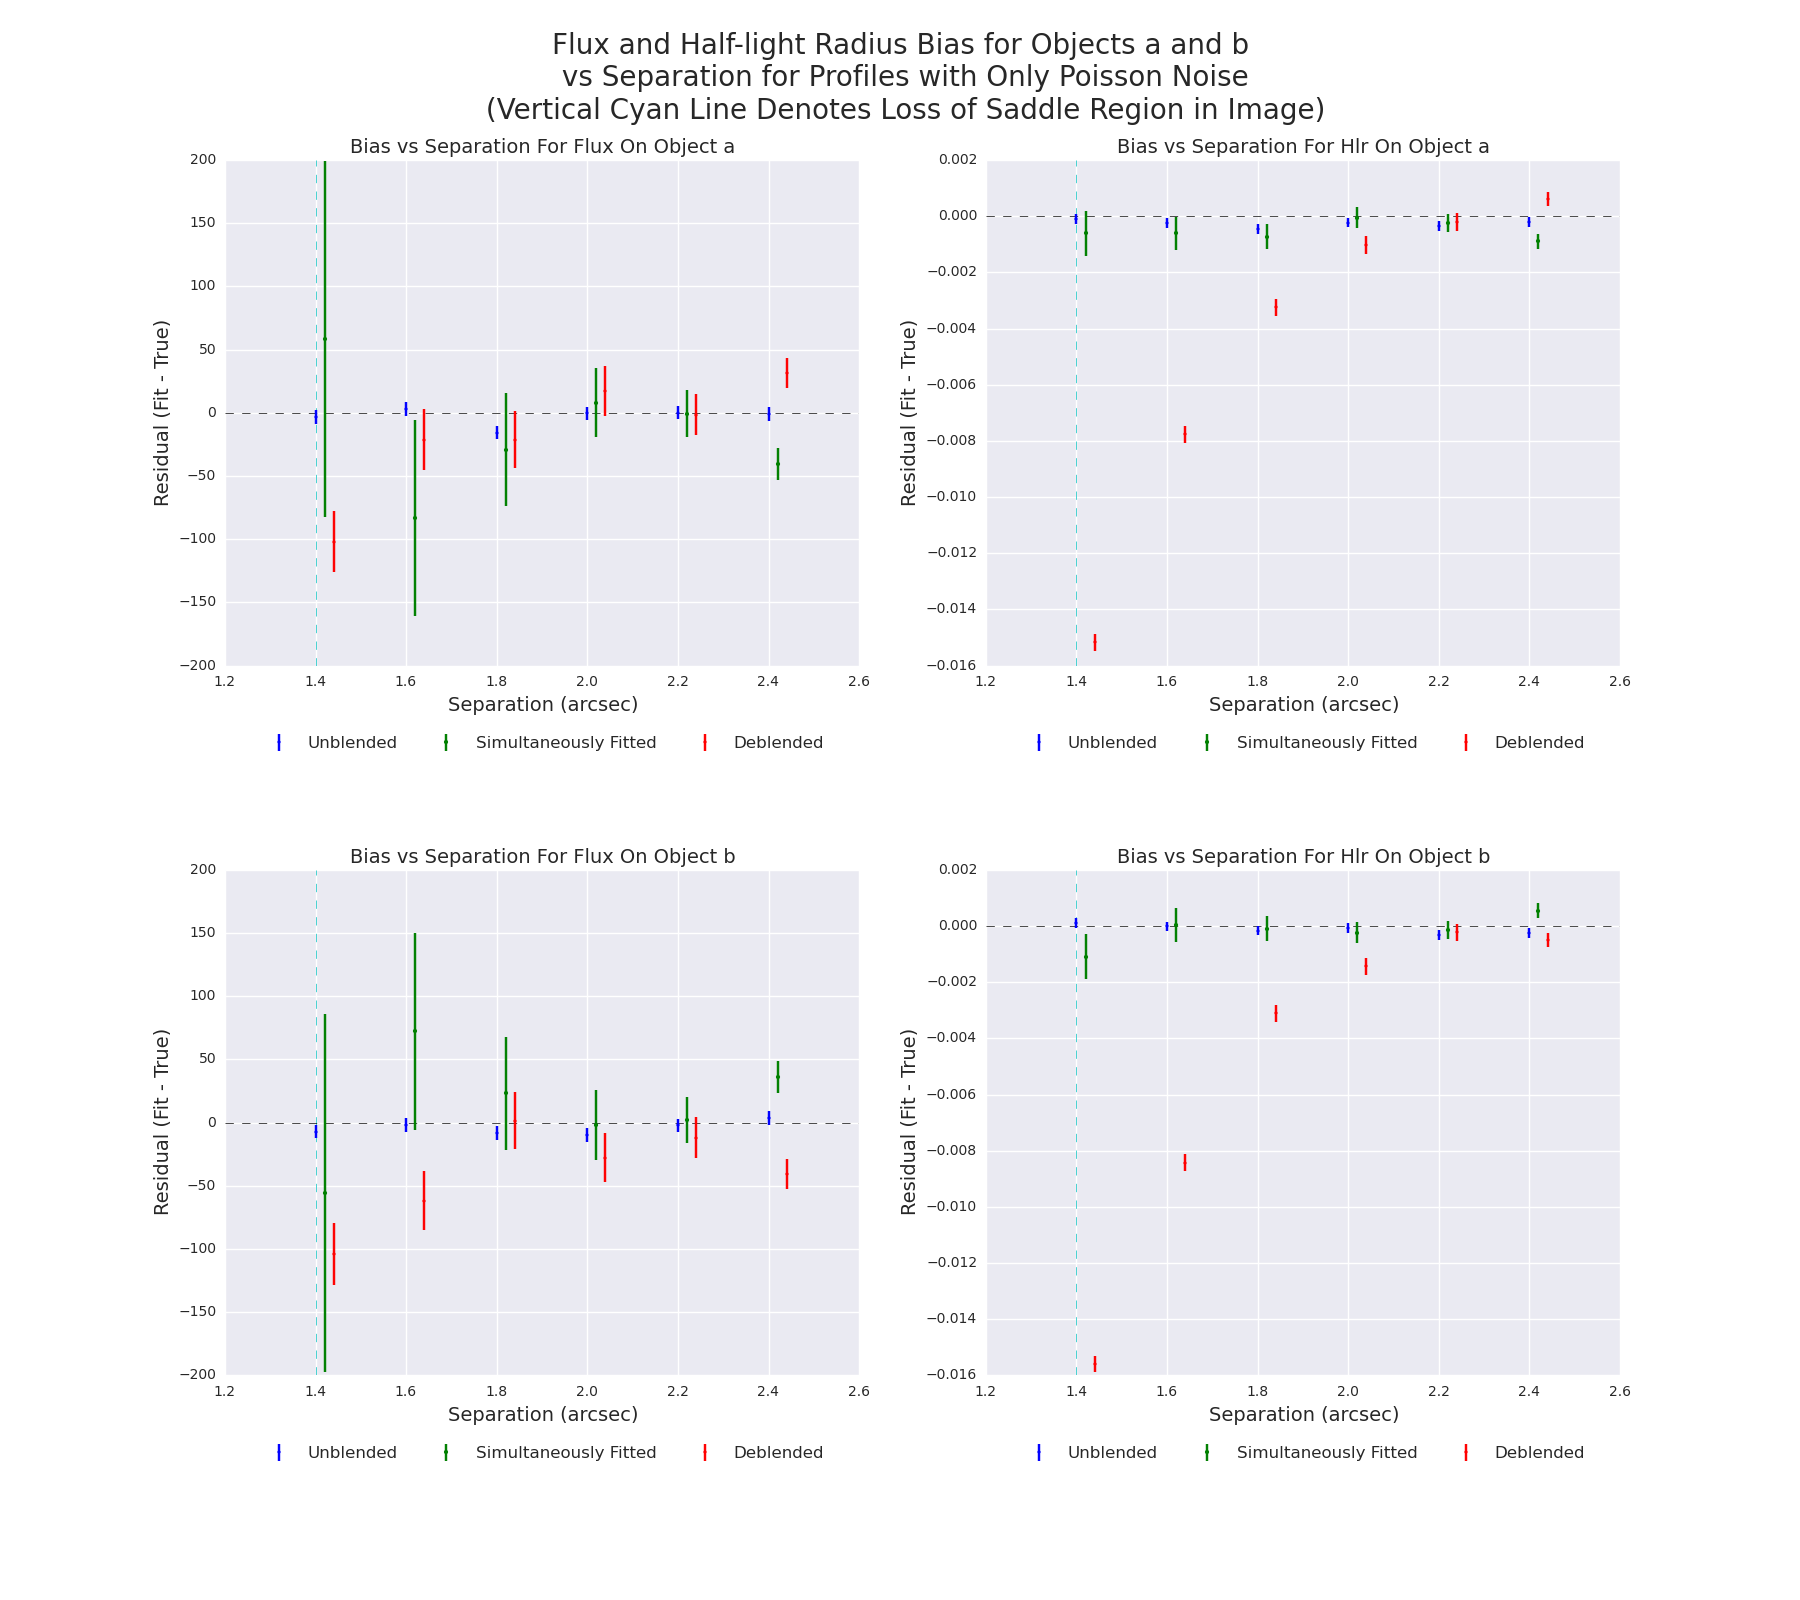 Flux and Half-light Radius Bias for Objects a and b
vs Separation for Profiles with Only Poisson Noise
(Vertical Cyan Line Denotes Loss of Saddle Region in Image)
Bias vs Separation For Flux On Object a
200
150
100
50
0
−50
−100
−150
−200
Residual (Fit - True)
1.2 1.4 1.6 1.8 2.0 2.2 2.4 2.6
Separation (arcsec)
Unblended Simultaneously Fitted Deblended
Bias vs Separation For Hlr On Object a
0.002
0.000
−0.002
−0.004
−0.006
−0.008
−0.010
−0.012
−0.014
−0.016
Residual (Fit - True)
1.2 1.4 1.6 1.8 2.0 2.2 2.4 2.6
Separation (arcsec)
Unblended Simultaneously Fitted Deblended
Bias vs Separation For Flux On Object b
200
150
100
50
0
−50
−100
−150
−200
Residual (Fit - True)
1.2 1.4 1.6 1.8 2.0 2.2 2.4 2.6
Separation (arcsec)
Unblended Simultaneously Fitted Deblended
Bias vs Separation For Hlr On Object b
0.002
0.000
−0.002
−0.004
−0.006
−0.008
−0.010
−0.012
−0.014
−0.016
Residual (Fit - True)
1.2 1.4 1.6 1.8 2.0 2.2 2.4 2.6
Separation (arcsec)
Unblended Simultaneously Fitted Deblended